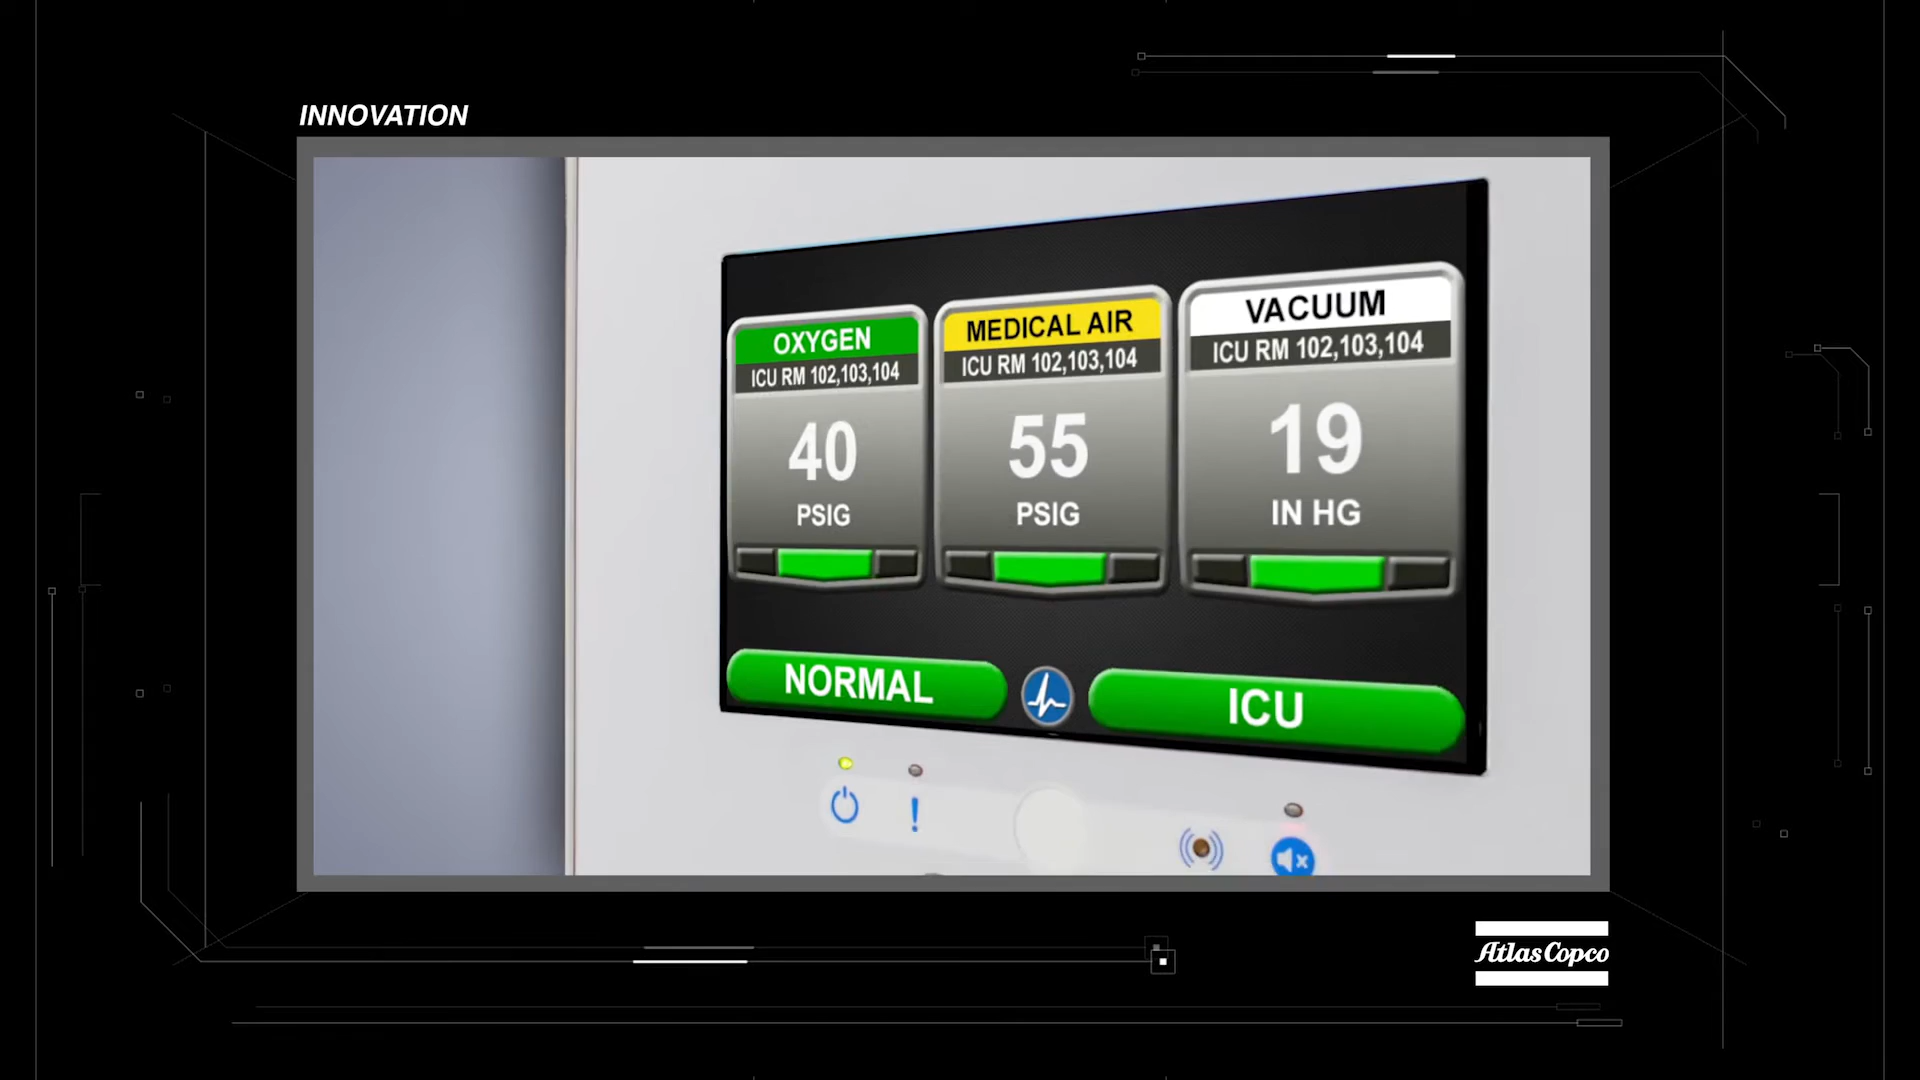 INNOVATION
OXYGEN
ICU RM 102,103,104
40
PSIG
MEDICAL AIR
ICU RM 102,103,104
55
PSIG
VACUUM
ICU RM 102,103,104
19
IN HG
NORMAL
ICU
Atlas Copco